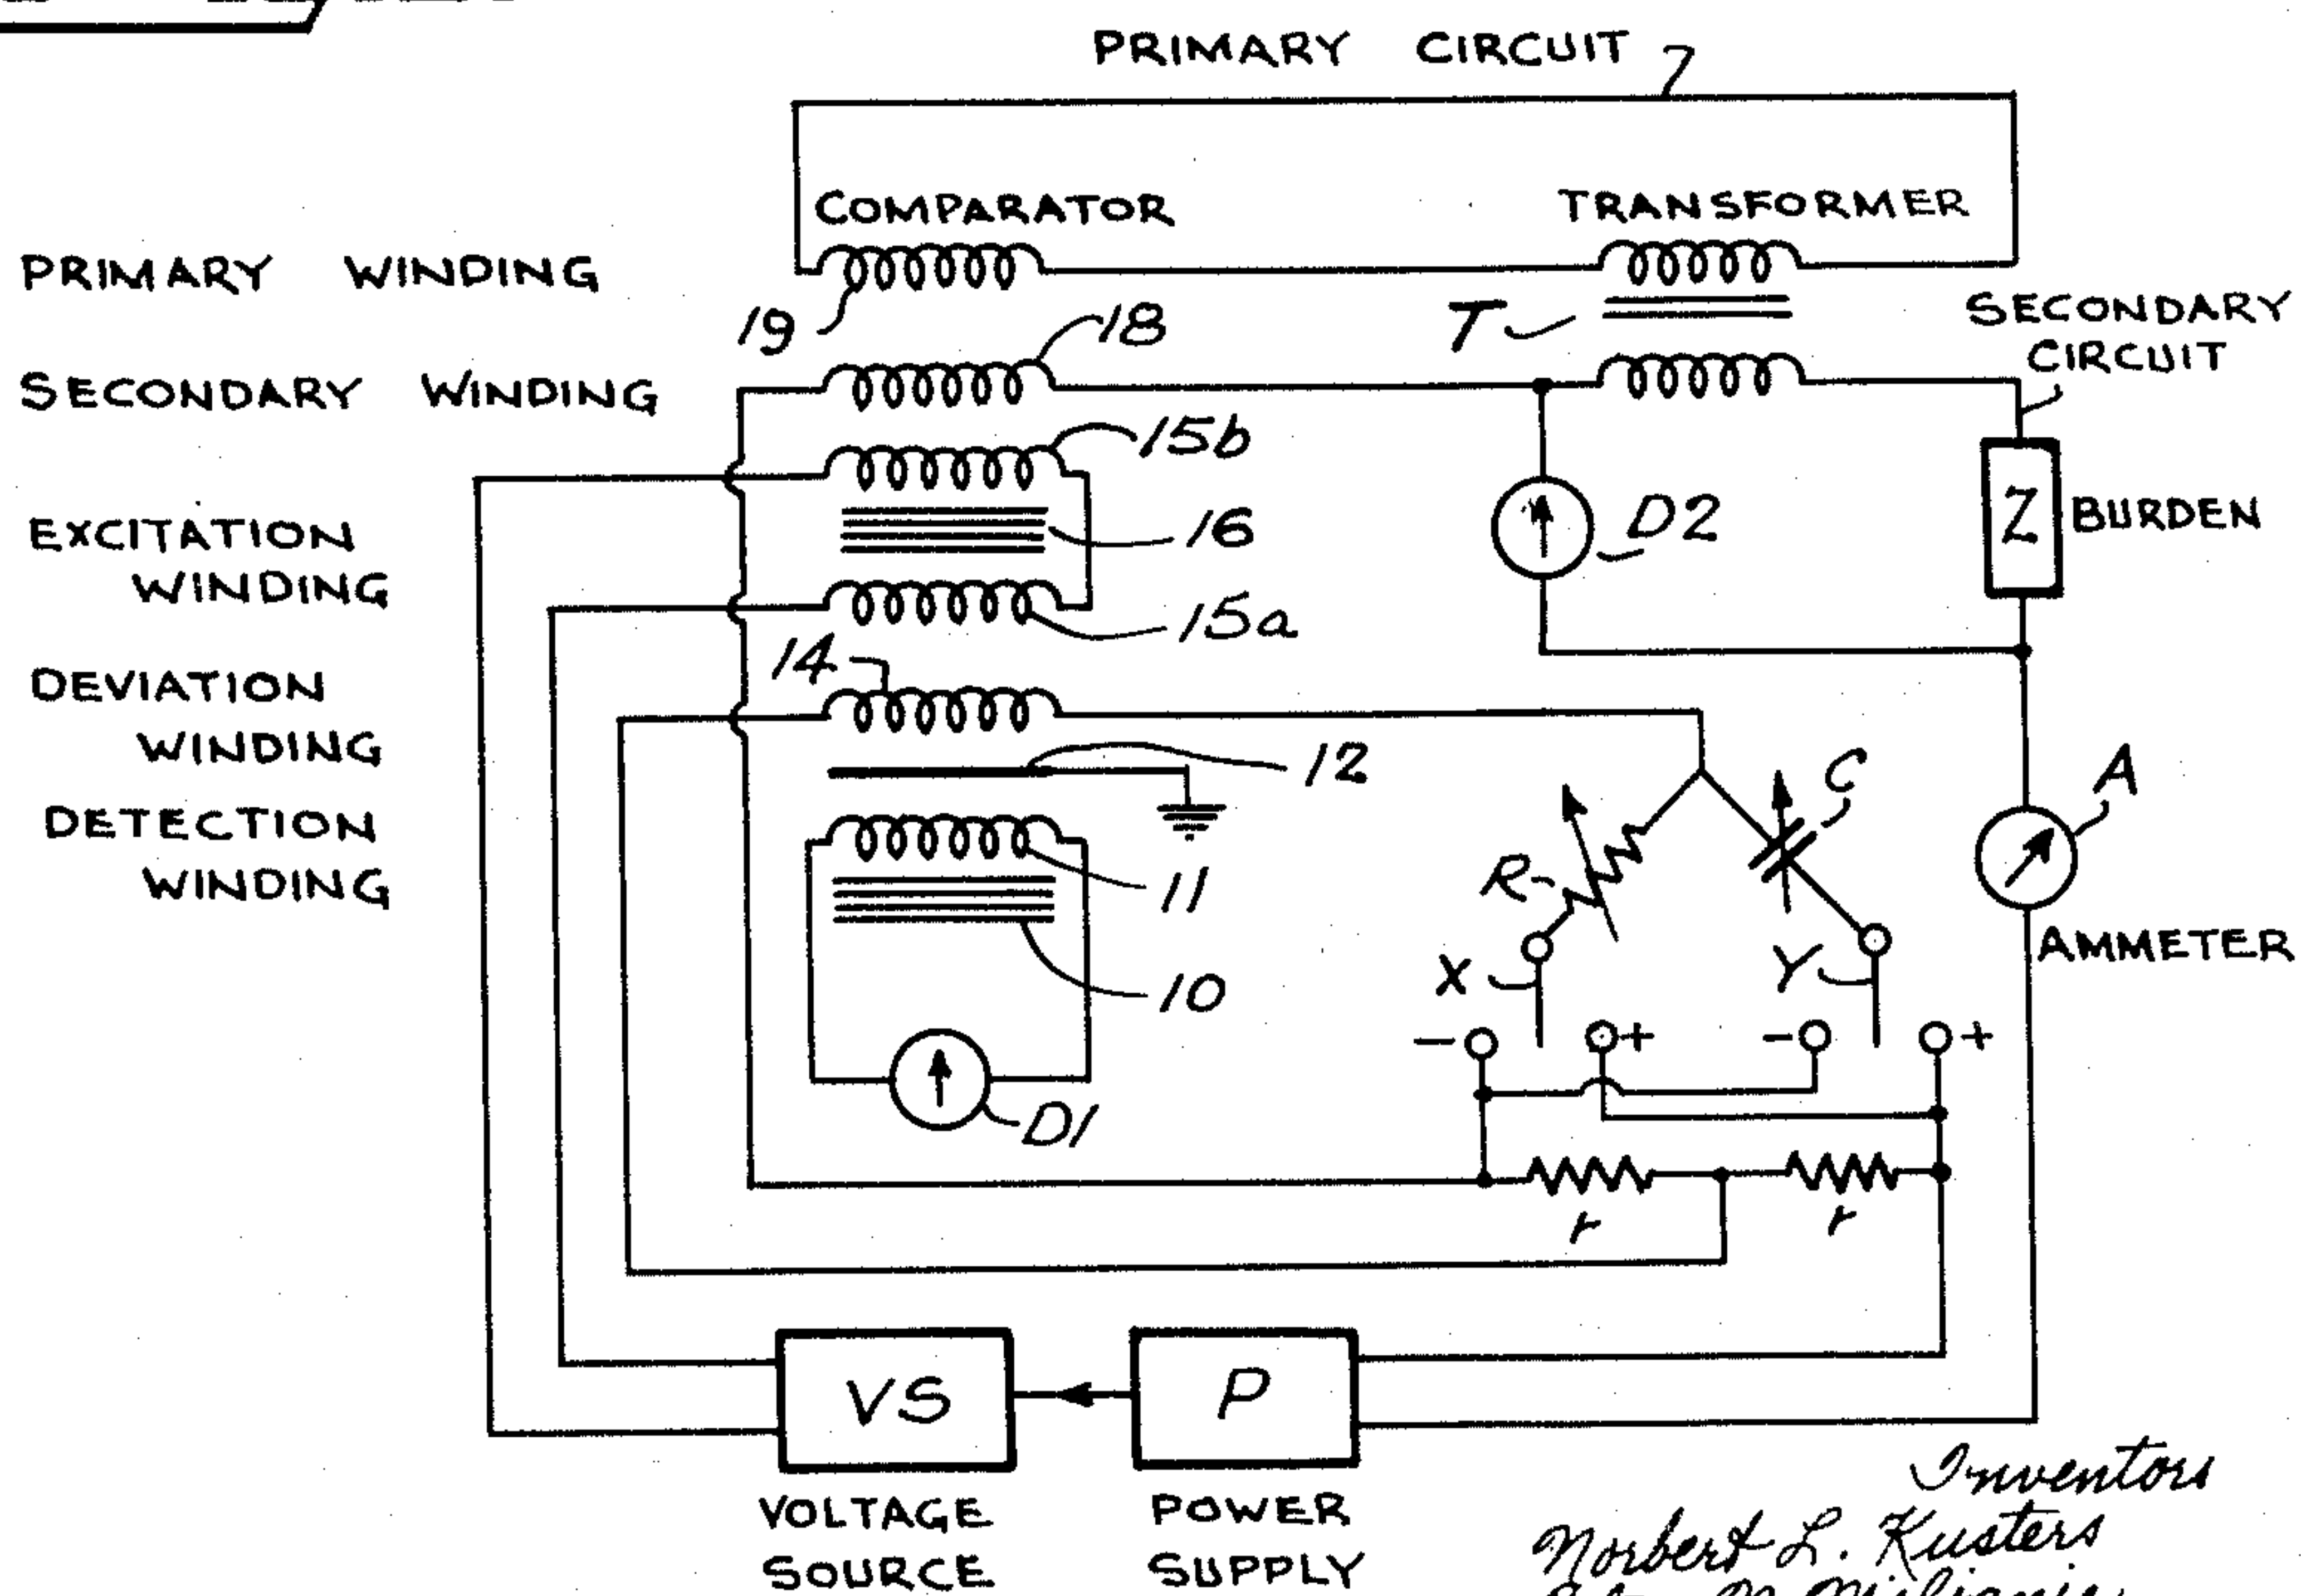 PRIMARY CIRCUIT
COMPARATOR
TRANSFORMER
PRIMARY WINDING
19
18
T
SECONDARY
CIRCUIT
SECONDARY WINDING
15b
16
D2
Z
BURDEN
EXCITATION
WINDING
15a
14
DEVIATION
WINDING
12
C
A
DETECTION
WINDING
11
R
10
X
Y
AMMETER
- + - +
D1
r r
VS
P
VOLTAGE
SOURCE
POWER
SUPPLY
Inventors
Norbert L. Kusters